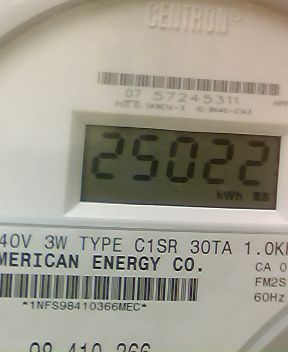 CENTRON®
07 57245311
25022
kWh
40V 3W TYPE C1SR 30TA 1.0K
MERICAN ENERGY CO.
CA 0
FM2S
60Hz
*1NFS98410366MEC*